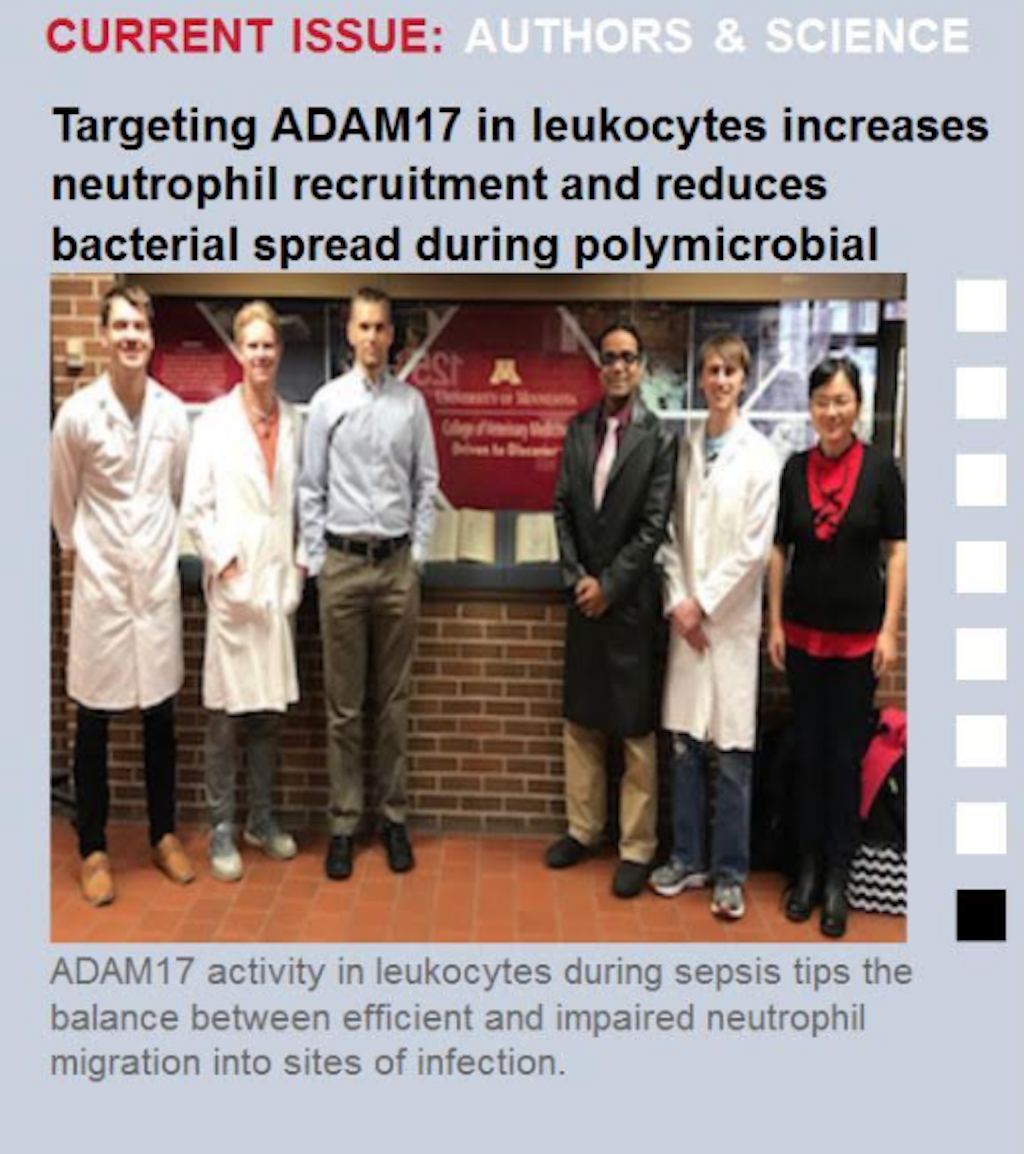 CURRENT ISSUE: AUTHORS & SCIENCE
Targeting ADAM17 in leukocytes increases
neutrophil recruitment and reduces
bacterial spread during polymicrobial
125
M
UNIVERSITY OF MINNESOTA
College of Veterinary Medicine
Driven to Discover
ADAM17 activity in leukocytes during sepsis tips the
balance between efficient and impaired neutrophil
migration into sites of infection.